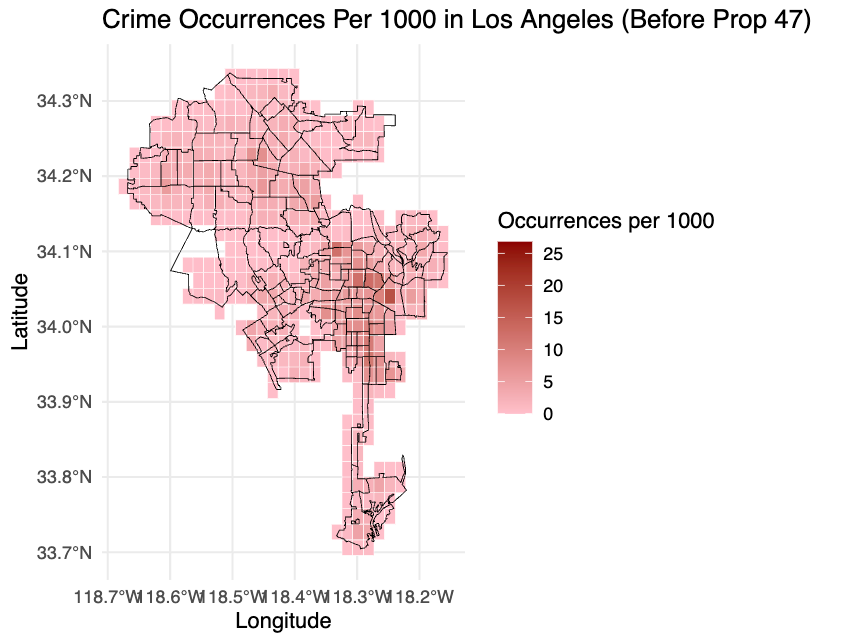 Crime Occurrences Per 1000 in Los Angeles (Before Prop 47)
34.3°N
34.2°N
34.1°N
34.0°N
33.9°N
33.8°N
33.7°N
Latitude
118.7°W 118.6°W 118.5°W 118.4°W 118.3°W 118.2°W
Longitude
Occurrences per 1000
25
20
15
10
5
0